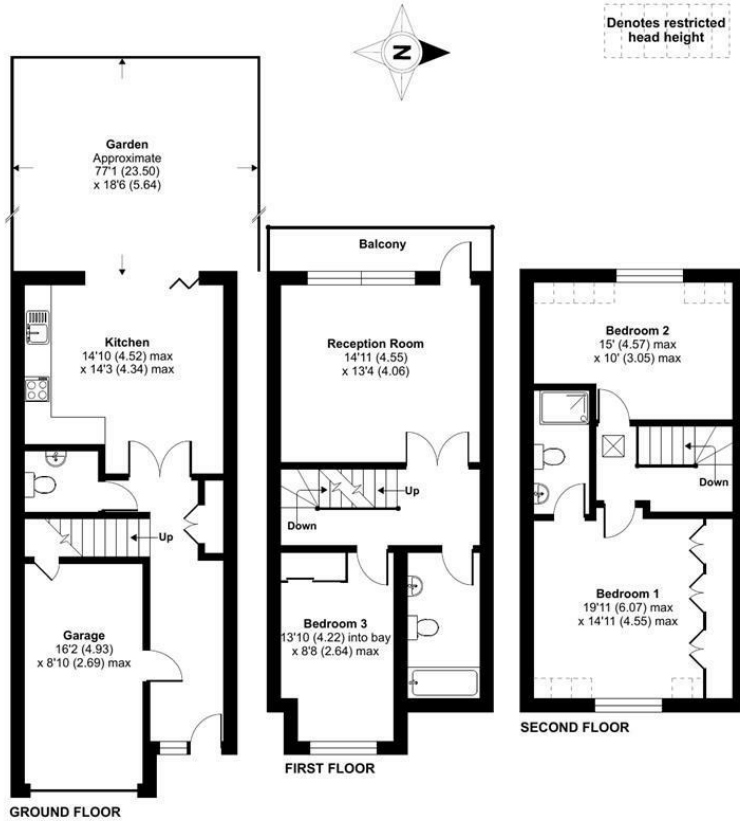 Denotes restricted
head height
N
Garden
Approximate
77'1 (23.50)
x 18'6 (5.64)
Kitchen
14'10 (4.52) max
x 14'3 (4.34) max
Up
Garage
16'2 (4.93)
x 8'10 (2.69) max
GROUND FLOOR
Balcony
Reception Room
14'11 (4.55)
x 13'4 (4.06)
Down
Up
Bedroom 3
13'10 (4.22) into bay
x 8'8 (2.64) max
FIRST FLOOR
Bedroom 2
15' (4.57) max
x 10' (3.05) max
Down
Bedroom 1
19'11 (6.07) max
x 14'11 (4.55) max
SECOND FLOOR